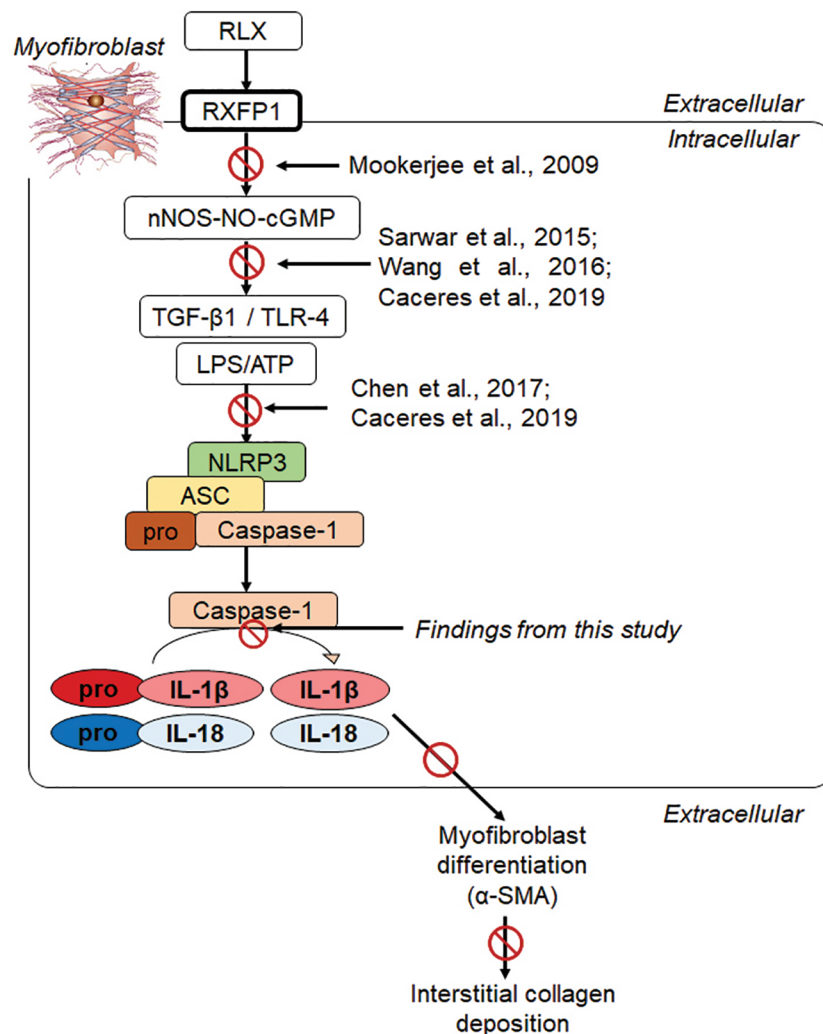 RLX
Myofibroblast
RXFP1
Extracellular
Intracellular
Mookerjee et al., 2009
nNOS-NO-cGMP
Sarwar et al., 2015;
Wang et al., 2016;
Caceres et al., 2019
TGF-β1 / TLR-4
LPS/ATP
Chen et al., 2017;
Caceres et al., 2019
NLRP3
ASC
pro Caspase-1
Caspase-1
Findings from this study
pro IL-1β IL-1β
pro IL-18 IL-18
Extracellular
Myofibroblast
differentiation
(α-SMA)
Interstitial collagen
deposition